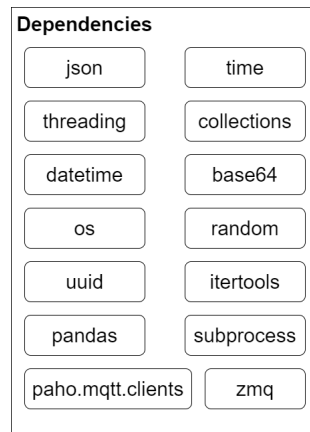 Dependencies
json time
threading collections
datetime base64
os random
uuid itertools
pandas subprocess
paho.mqtt.clients zmq